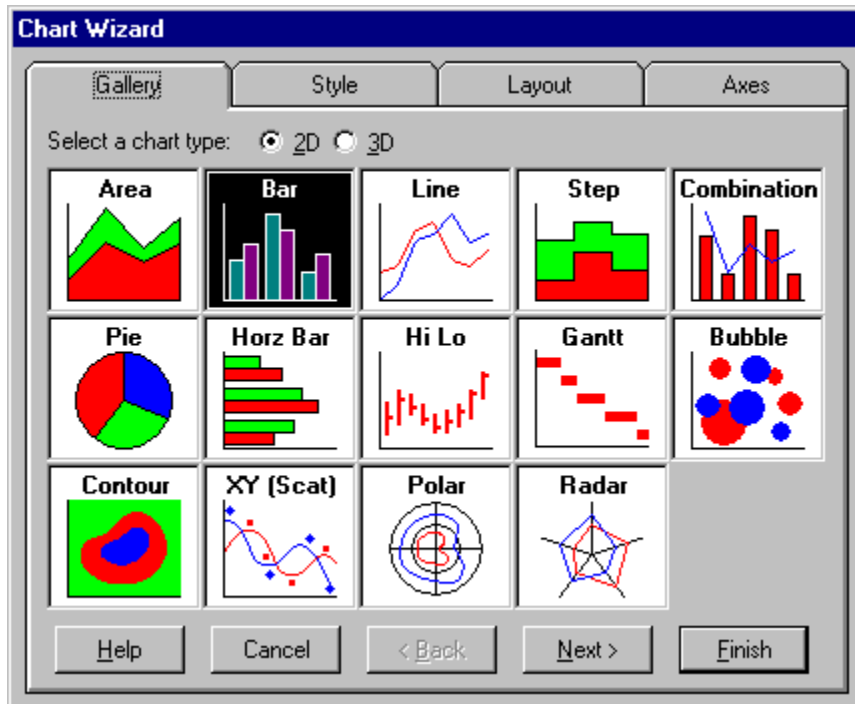 Chart Wizard
Gallery Style Layout Axes
Select a chart type: 2D 3D
Area Bar Line Step Combination
Pie Horz Bar Hi Lo Gantt Bubble
Contour XY (Scat) Polar Radar
Help Cancel < Back Next > Finish